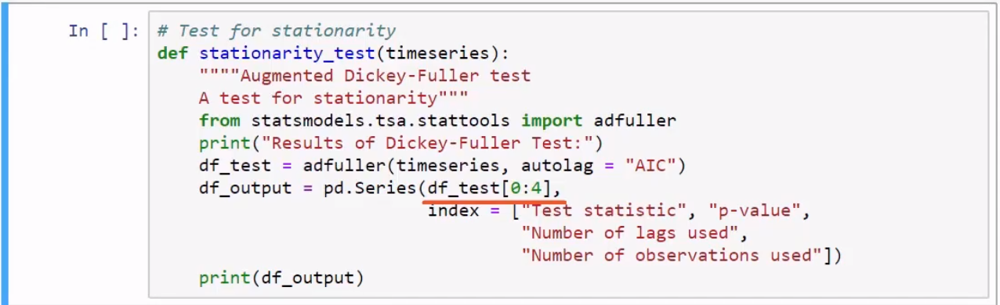 In [ ]: # Test for stationarity
def stationarity_test(timeseries):
    """"Augmented Dickey-Fuller test
    A test for stationarity"""
    from statsmodels.tsa.stattools import adfuller
    print("Results of Dickey-Fuller Test:")
    df_test = adfuller(timeseries, autolag = "AIC")
    df_output = pd.Series(df_test[0:4],
                          index = ["Test statistic", "p-value",
                                   "Number of lags used",
                                   "Number of observations used"])
    print(df_output)